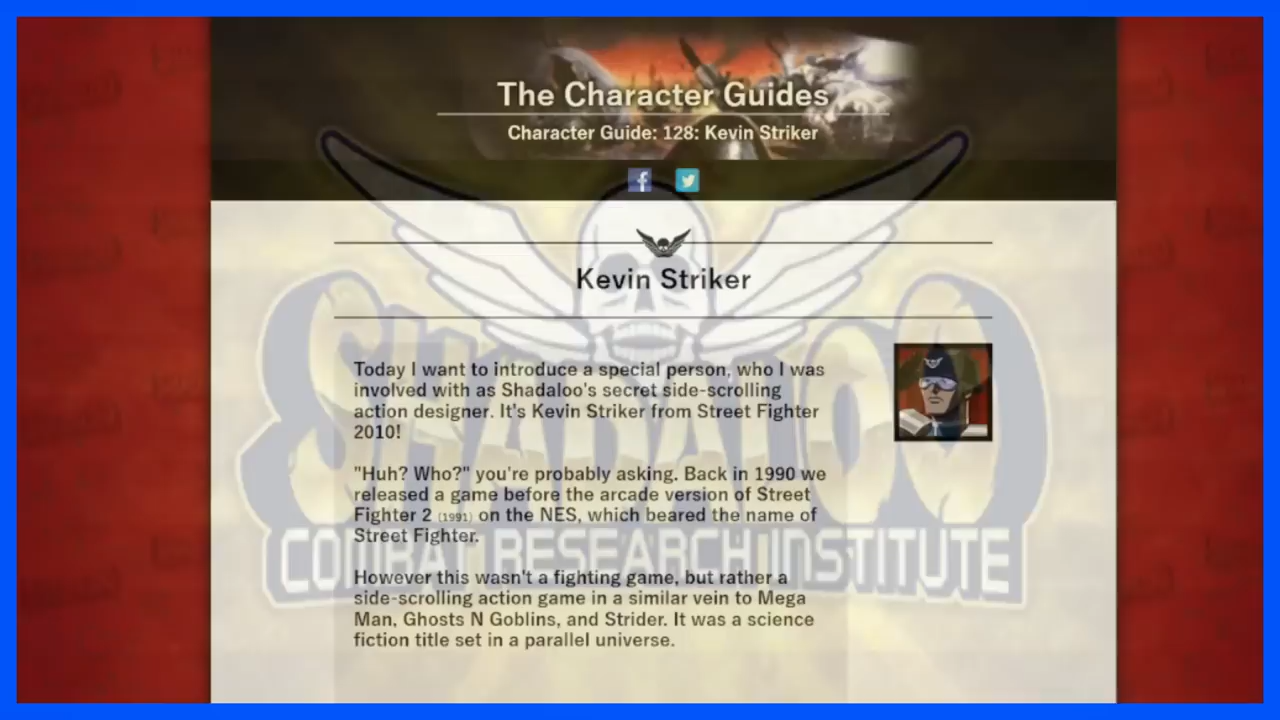 The Character Guides
Character Guide: 128: Kevin Striker
f
Kevin Striker
Today I want to introduce a special person, who I was
involved with as Shadaloo's secret side-scrolling
action designer. It's Kevin Striker from Street Fighter
2010!
"Huh? Who?" you're probably asking. Back in 1990 we
released a game before the arcade version of Street
Fighter 2 (1991) on the NES, which beared the name of
Street Fighter.
However this wasn't a fighting game, but rather a
side-scrolling action game in a similar vein to Mega
Man, Ghosts N Goblins, and Strider. It was a science
fiction title set in a parallel universe.
SHADALOO
COMBAT RESEARCH INSTITUTE